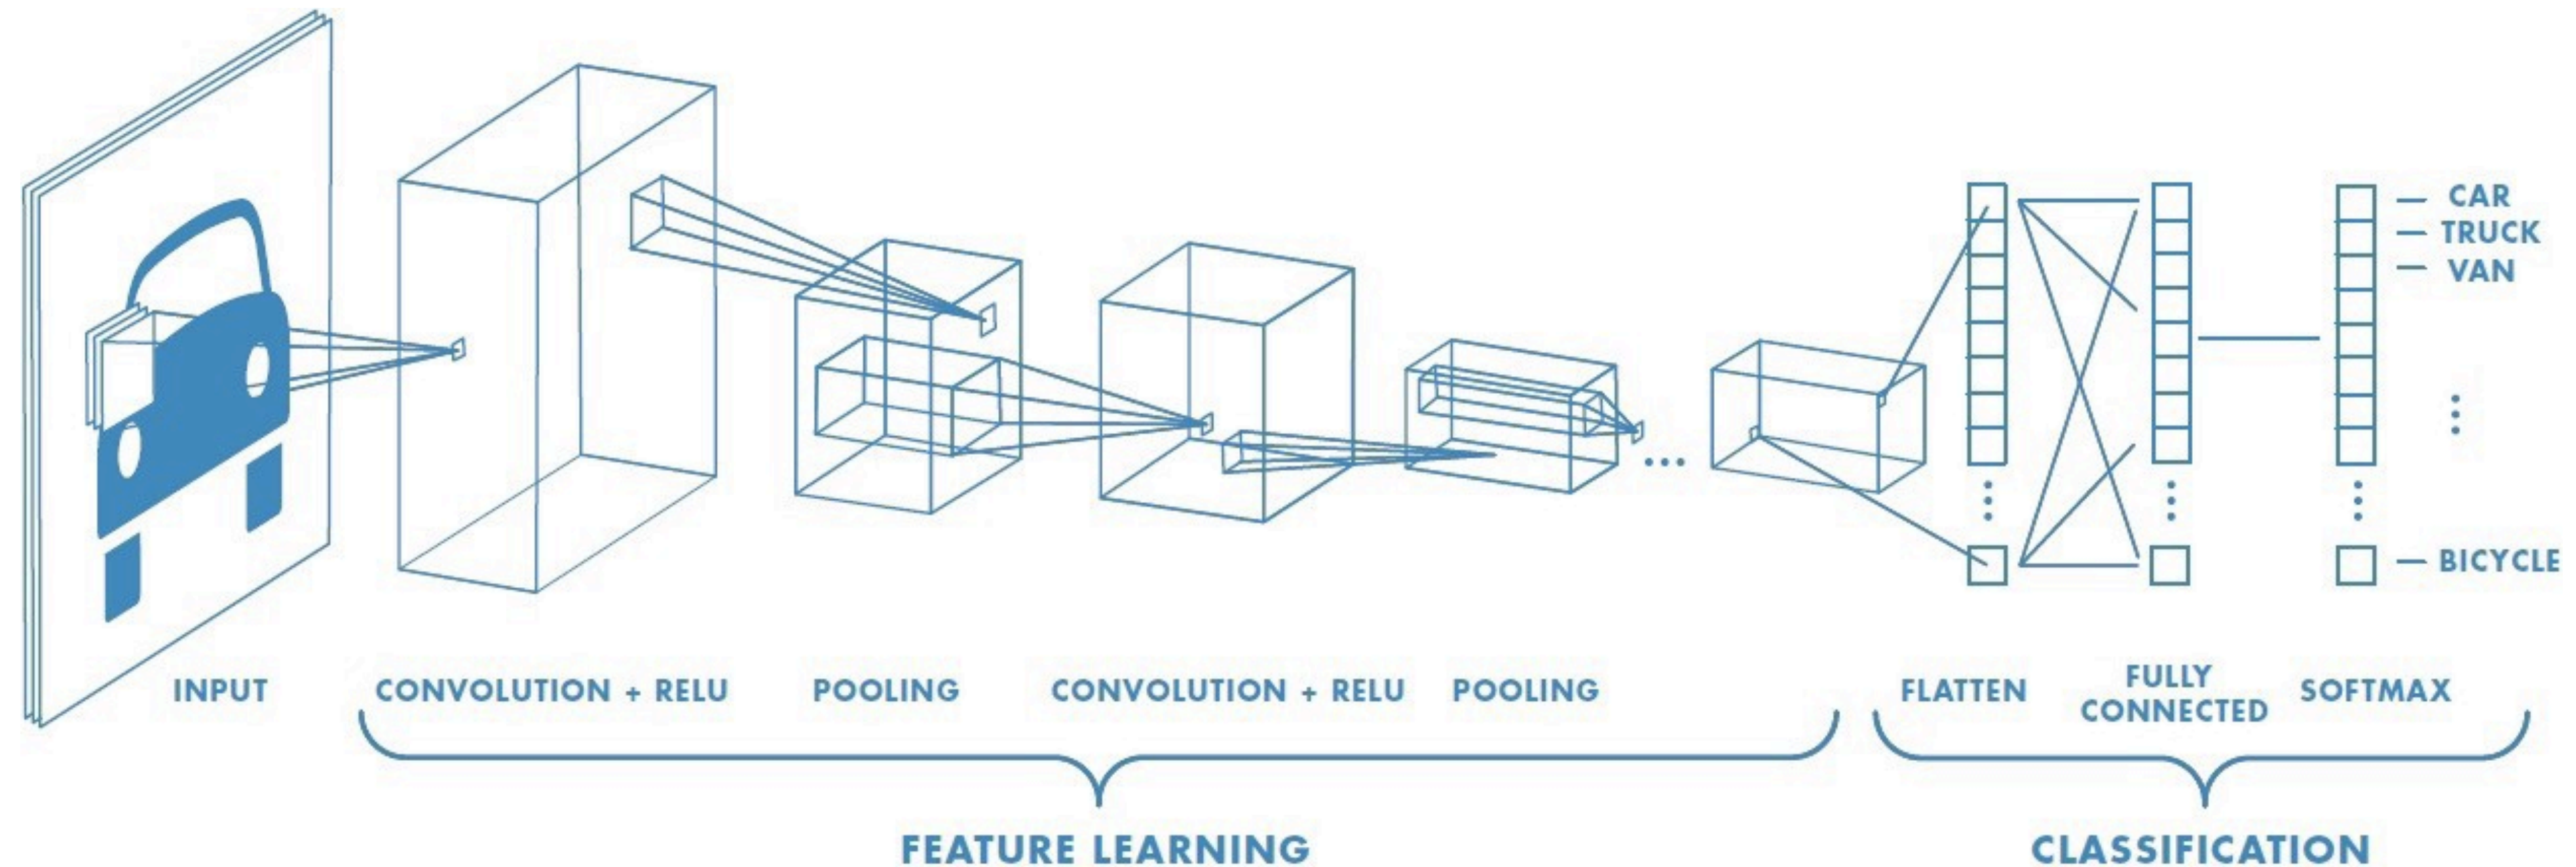 CAR
TRUCK
VAN
BICYCLE
INPUT
CONVOLUTION + RELU
POOLING
CONVOLUTION + RELU
POOLING
FLATTEN
FULLY
CONNECTED
SOFTMAX
FEATURE LEARNING
CLASSIFICATION